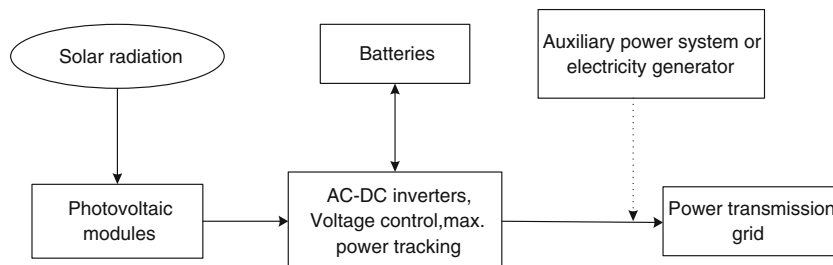 Solar radiation
Batteries
Auxiliary power system or
electricity generator
Photovoltaic
modules
AC-DC inverters,
Voltage control,max.
power tracking
Power transmission
grid